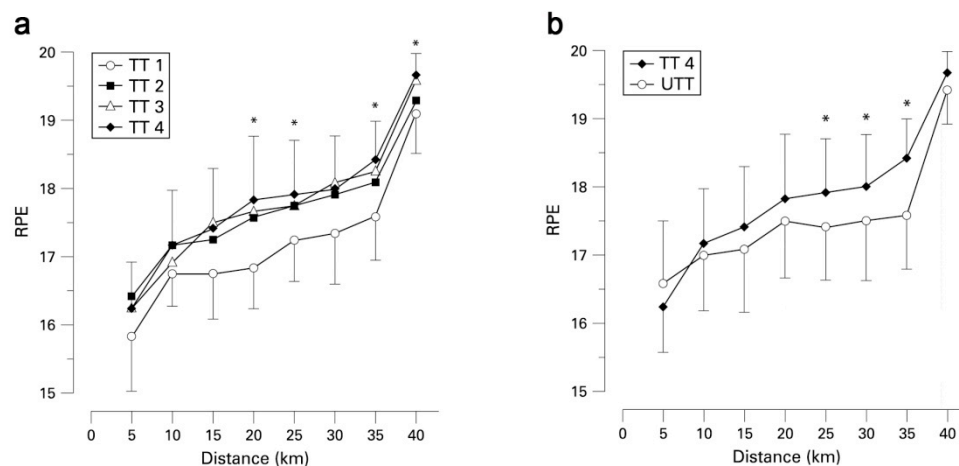 a
20
19
18
17
16
15
RPE
TT 1
TT 2
TT 3
TT 4
* * * *
0 5 10 15 20 25 30 35 40
Distance (km)
b
20
19
18
17
16
15
RPE
TT 4
UTT
* * *
0 5 10 15 20 25 30 35 40
Distance (km)